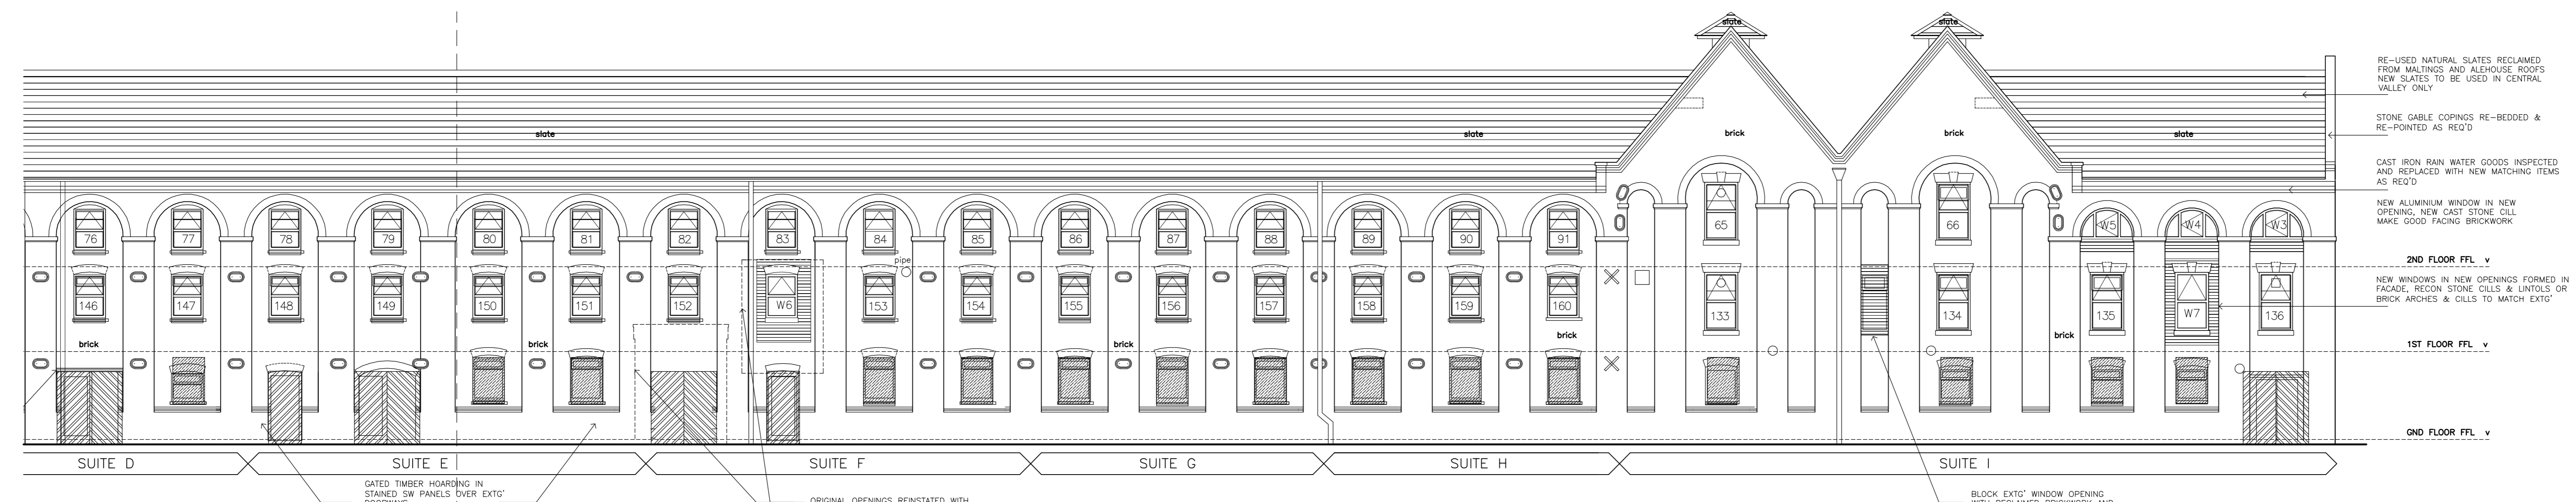 slate
slate
RE-USED NATURAL SLATES RECLAIMED
FROM MALTINGS AND ALEHOUSE ROOFS
NEW SLATES TO BE USED IN CENTRAL
VALLEY ONLY
STONE GABLE COPINGS RE-BEDDED &
RE-POINTED AS REQ'D
slate
slate
brick
brick
slate
CAST IRON RAIN WATER GOODS INSPECTED
AND REPLACED WITH NEW MATCHING ITEMS
AS REQ'D
NEW ALUMINIUM WINDOW IN NEW
OPENING, NEW CAST STONE CILL
MAKE GOOD FACING BRICKWORK
76 77 78 79 80 81 82 83 84 85 86 87 88 89 90 91 65 66 W5 W4 W3
pipe
2ND FLOOR FFL v
NEW WINDOWS IN NEW OPENINGS FORMED IN
FACADE, RECON STONE CILLS & LINTOLS OR
BRICK ARCHES & CILLS TO MATCH EXTG'
146 147 148 149 150 151 152 W6 153 154 155 156 157 158 159 160 133 134 135 W7 136
brick brick brick brick brick
1ST FLOOR FFL v
GND FLOOR FFL v
SUITE D SUITE E SUITE F SUITE G SUITE H SUITE I
GATED TIMBER HOARDING IN
STAINED SW PANELS OVER EXTG'
ORIGINAL OPENINGS REINSTATED WITH
BLOCK EXTG' WINDOW OPENING